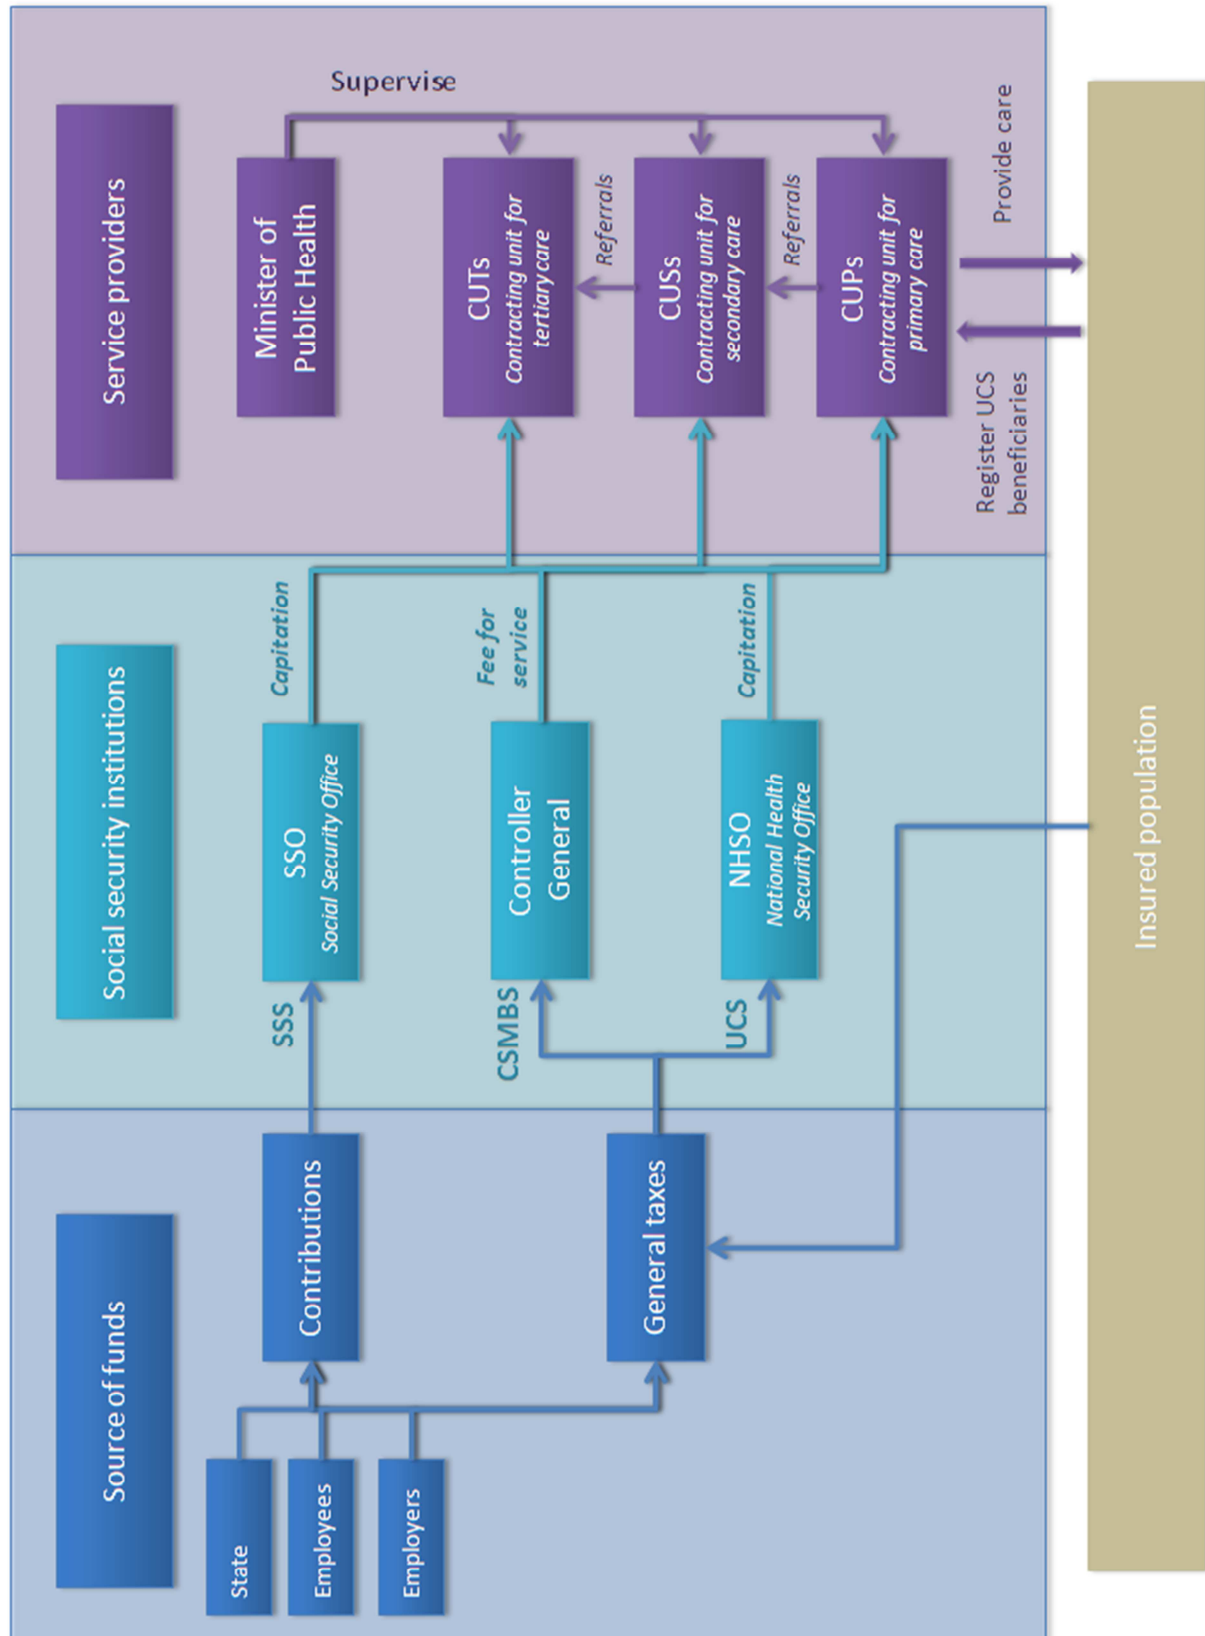 Source of funds
State
Employees
Employers
Contributions
General taxes
Social security institutions
SSS
SSO
Social Security Office
Capitation
CSMBS
Controller
General
Fee for
service
UCS
NHSO
National Health
Security Office
Capitation
Service providers
Minister of
Public Health
Supervise
CUTs
Contracting unit for
tertiary care
Referrals
CUSs
Contracting unit for
secondary care
Referrals
CUPs
Contracting unit for
primary care
Register UCS
beneficiaries
Provide care
Insured population